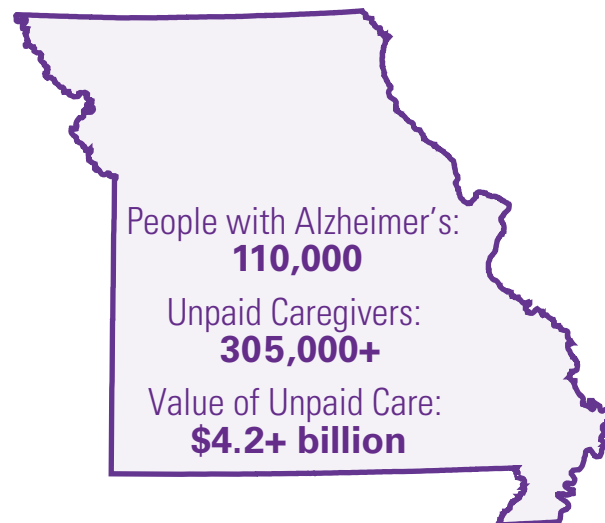 People with Alzheimer’s:
110,000
Unpaid Caregivers:
305,000+
Value of Unpaid Care:
$4.2+ billion